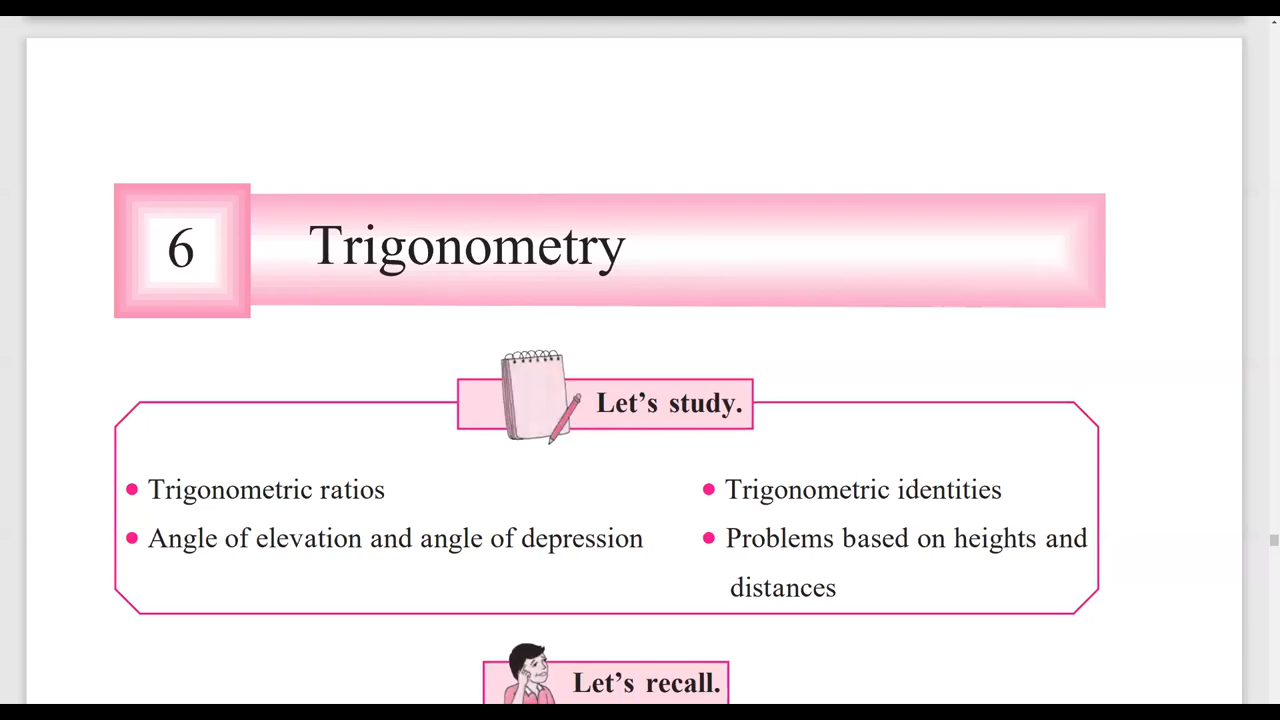 6 Trigonometry
Let's study.
• Trigonometric ratios
• Trigonometric identities
• Angle of elevation and angle of depression
• Problems based on heights and
distances
Let's recall.